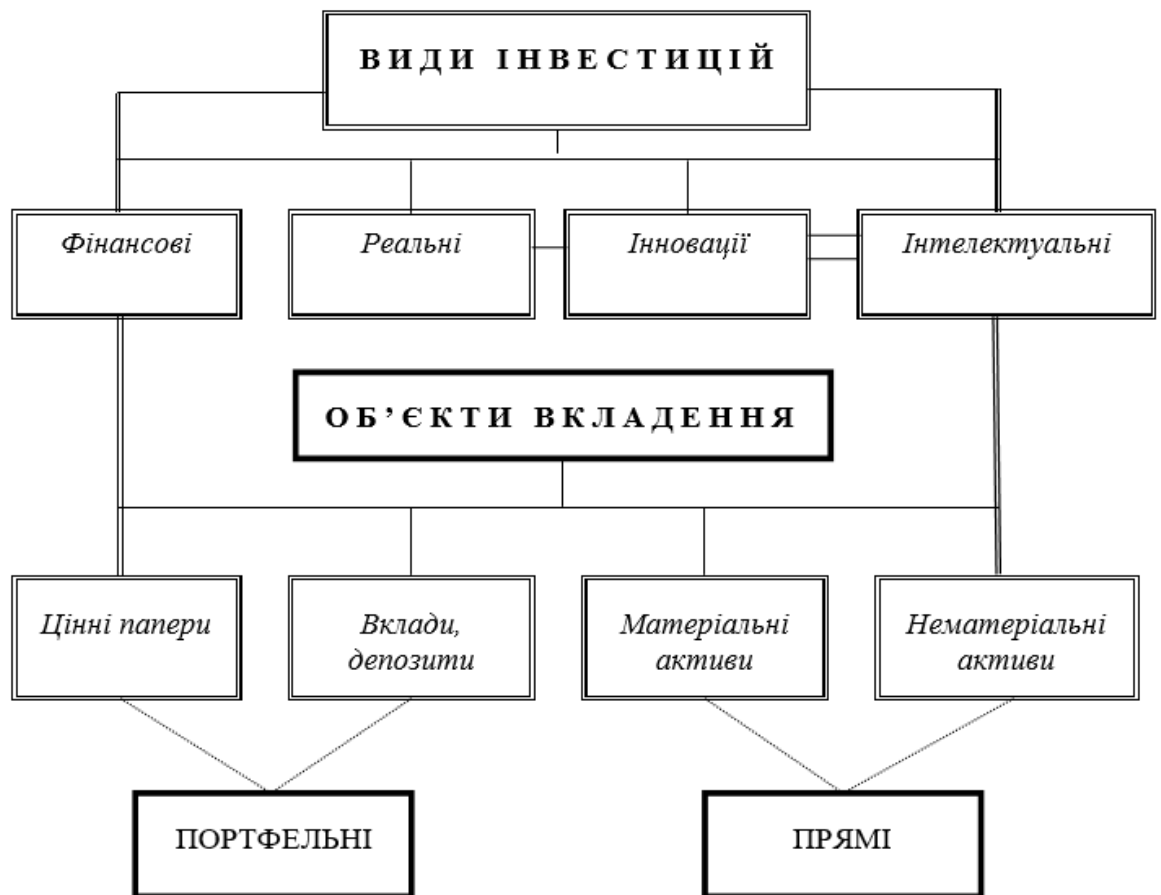 ВИДИ ІНВЕСТИЦІЙ
Фінансові
Реальні
Інновації
Інтелектуальні
ОБ’ЄКТИ ВКЛАДЕННЯ
Цінні папери
Вклади,
депозити
Матеріальні
активи
Нематеріальні
активи
ПОРТФЕЛЬНІ
ПРЯМІ